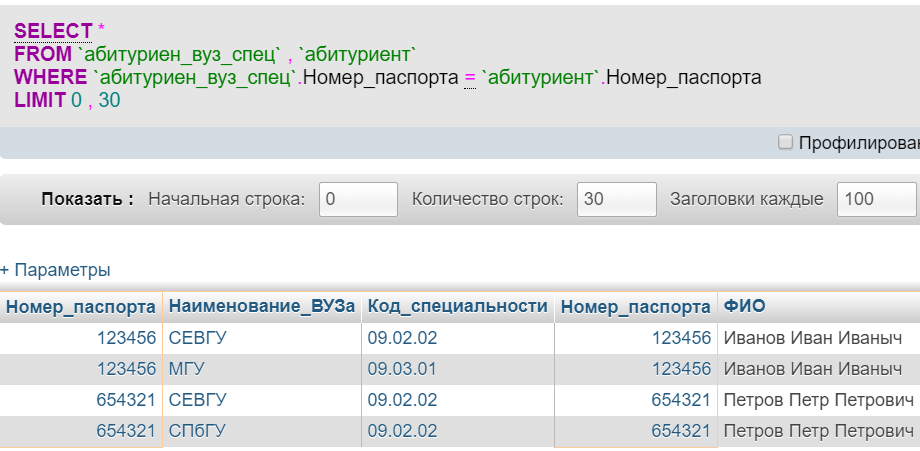 SELECT *
FROM `абитуриен_вуз_спец` , `абитуриент`
WHERE `абитуриен_вуз_спец`.Номер_паспорта = `абитуриент`.Номер_паспорта
LIMIT 0 , 30
Профилирован
Показать : Начальная строка: 0 Количество строк: 30 Заголовки каждые 100
+ Параметры
Номер_паспорта Наименование_ВУЗа Код_специальности Номер_паспорта ФИО
123456 СЕВГУ 09.02.02 123456 Иванов Иван Иваныч
123456 МГУ 09.03.01 123456 Иванов Иван Иваныч
654321 СЕВГУ 09.02.02 654321 Петров Петр Петрович
654321 СПбГУ 09.02.02 654321 Петров Петр Петрович